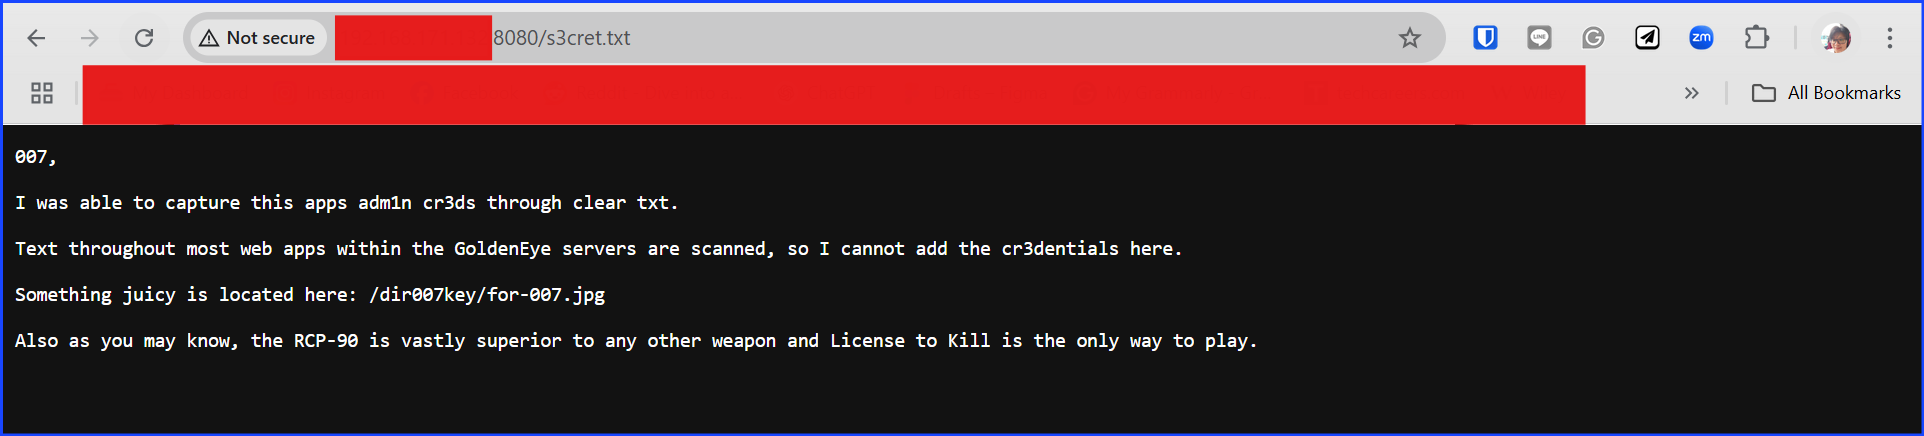 Not secure 8080/s3cret.txt
zm
All Bookmarks
007,
I was able to capture this apps adm1n cr3ds through clear txt.
Text throughout most web apps within the GoldenEye servers are scanned, so I cannot add the cr3dentials here.
Something juicy is located here: /dir007key/for-007.jpg
Also as you may know, the RCP-90 is vastly superior to any other weapon and License to Kill is the only way to play.